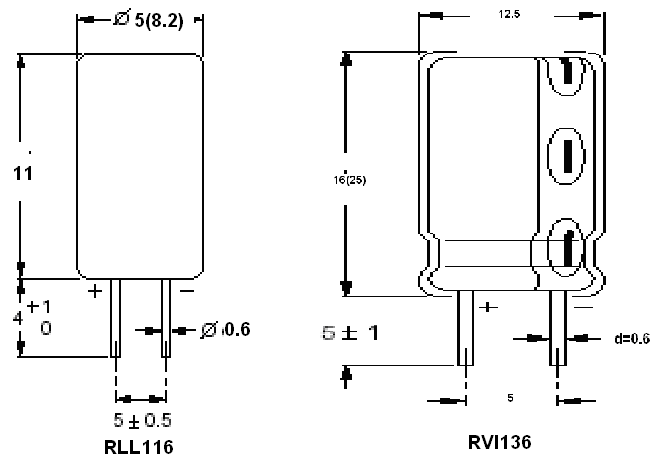 Ø 5(8.2)
11
+ −
4 +1 0
Ø 0.6
5 ± 0.5
RLL116
12.5
16(25)
+ −
5 ± 1
d=0.6
5
RVI136